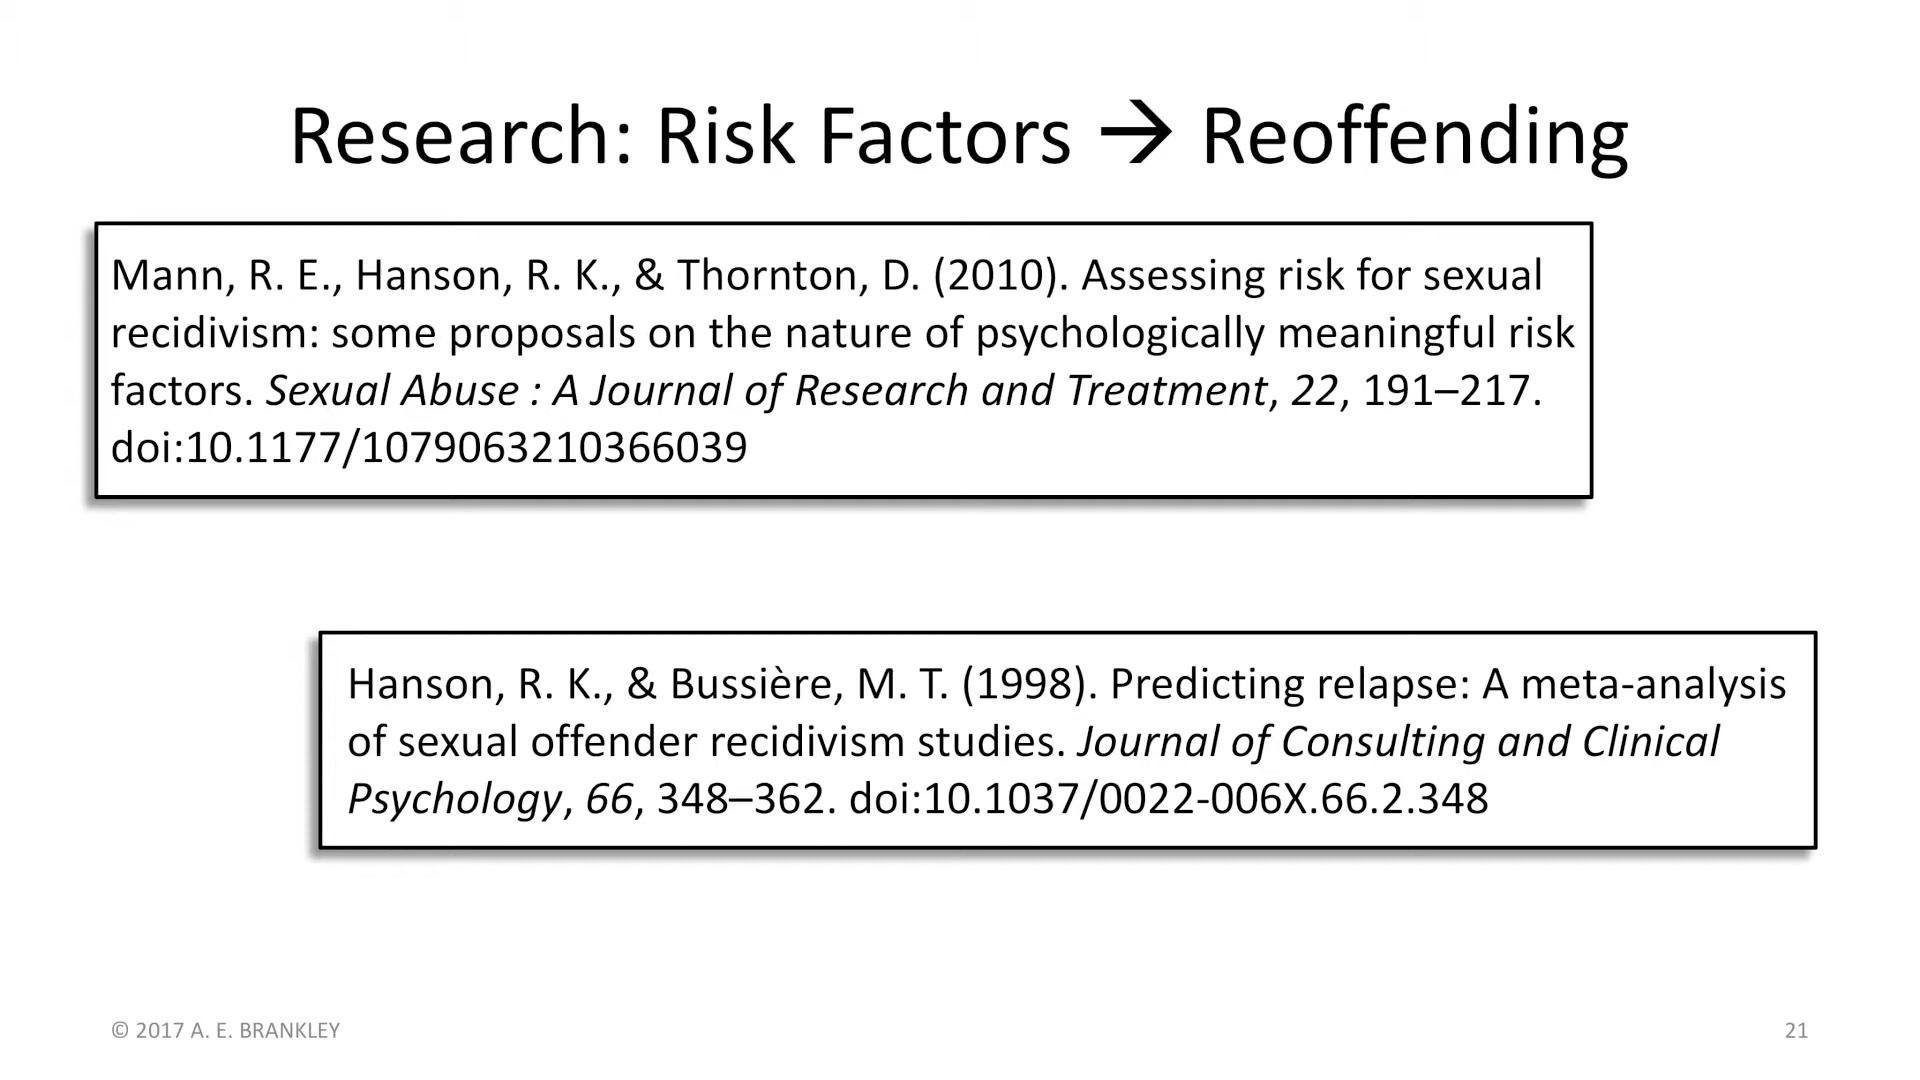 Research: Risk Factors → Reoffending
Mann, R. E., Hanson, R. K., & Thornton, D. (2010). Assessing risk for sexual
recidivism: some proposals on the nature of psychologically meaningful risk
factors. Sexual Abuse : A Journal of Research and Treatment, 22, 191–217.
doi:10.1177/1079063210366039
Hanson, R. K., & Bussière, M. T. (1998). Predicting relapse: A meta-analysis
of sexual offender recidivism studies. Journal of Consulting and Clinical
Psychology, 66, 348–362. doi:10.1037/0022-006X.66.2.348
© 2017 A. E. BRANKLEY
21